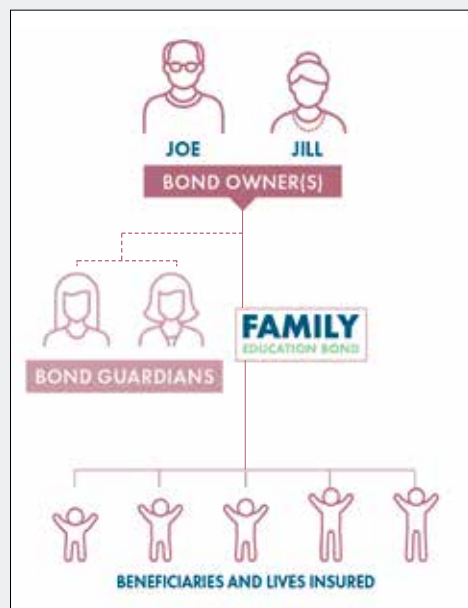 JOE JILL
BOND OWNER(S)
FAMILY
EDUCATION BOND
BOND GUARDIANS
BENEFICIARIES AND LIVES INSURED